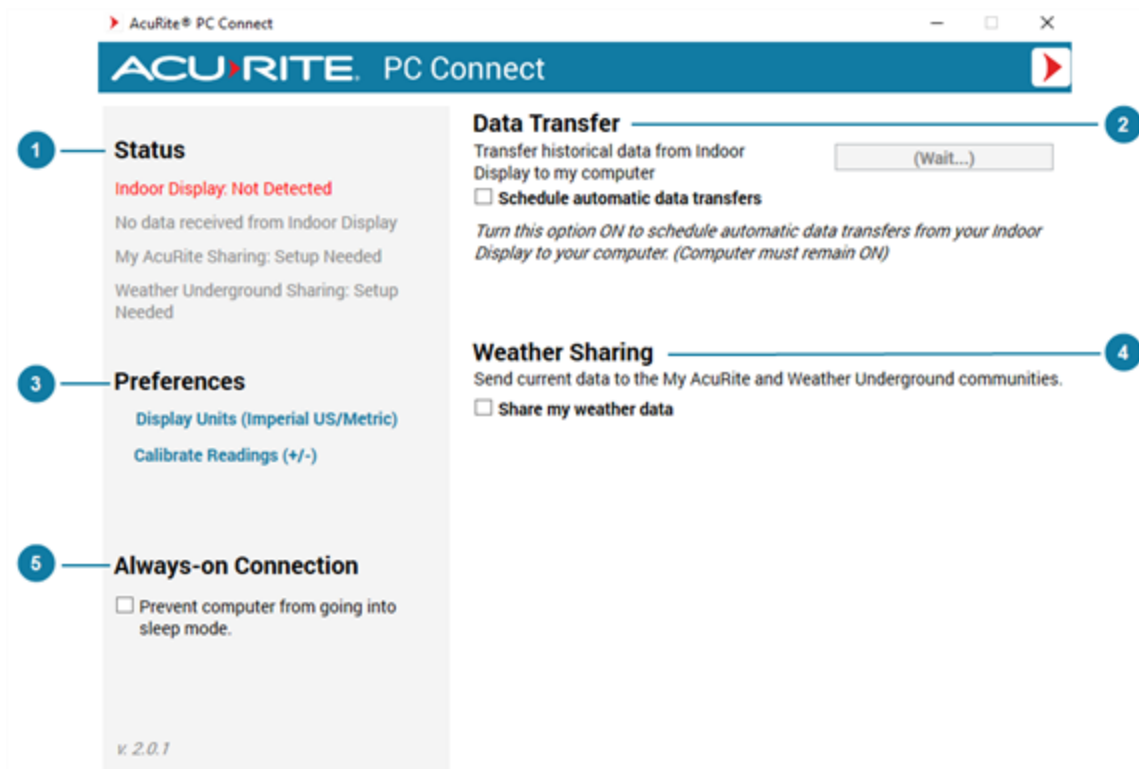 AcuRite® PC Connect
ACURITE. PC Connect
1
Status
Indoor Display: Not Detected
No data received from Indoor Display
My AcuRite Sharing: Setup Needed
Weather Underground Sharing: Setup
Needed
2
Data Transfer
Transfer historical data from Indoor
Display to my computer
(Wait...)
Schedule automatic data transfers
Turn this option ON to schedule automatic data transfers from your Indoor
Display to your computer. (Computer must remain ON)
3
Preferences
Display Units (Imperial US/Metric)
Calibrate Readings (+/-)
4
Weather Sharing
Send current data to the My AcuRite and Weather Underground communities.
Share my weather data
5
Always-on Connection
Prevent computer from going into
sleep mode.
v. 2.0.1